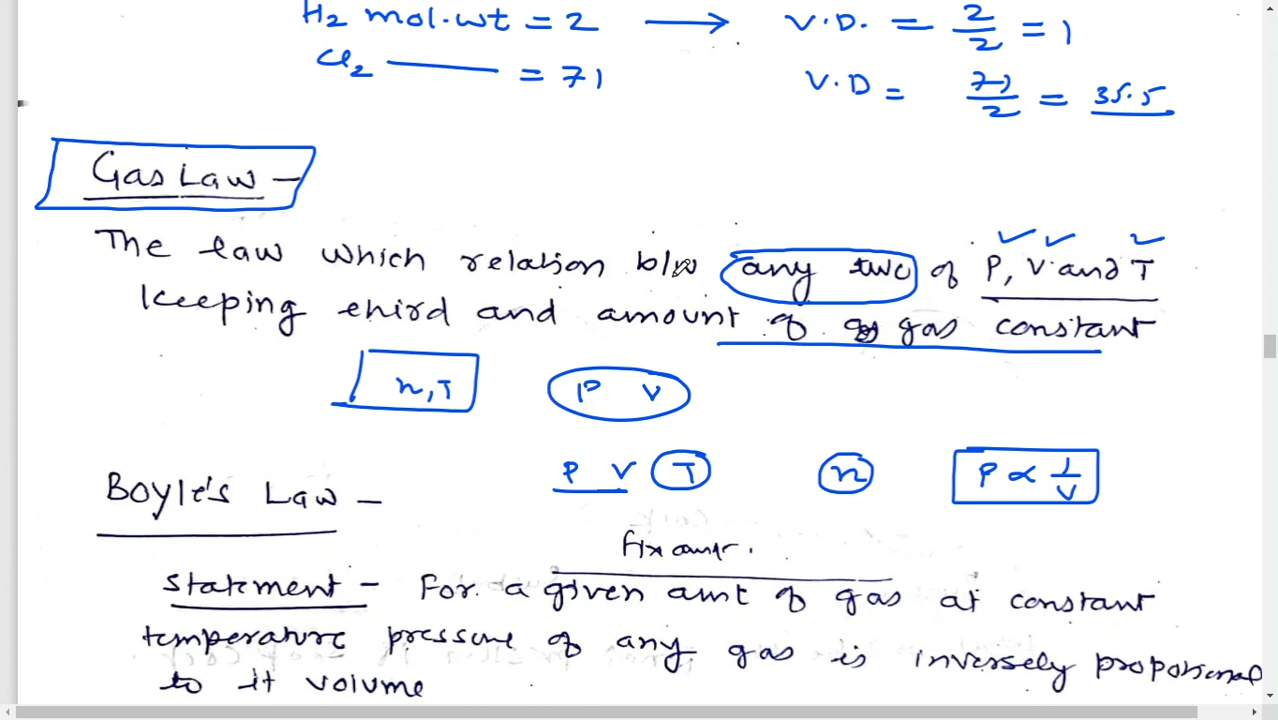 H2 mol.wt = 2 ⟶ V.D. = 2/2 = 1
Cl2 —— = 71 V.D = 71/2 = 35.5
Gas Law -
The law which relation b/w any two of P, V and T
keeping third and amount of gas constant
n,T P V
P V T n P ∝ 1/V
Boyle's Law -
fix amt.
Statement - For a given amt of gas at constant
temperature pressure of any gas is inversely proportional
to it volume